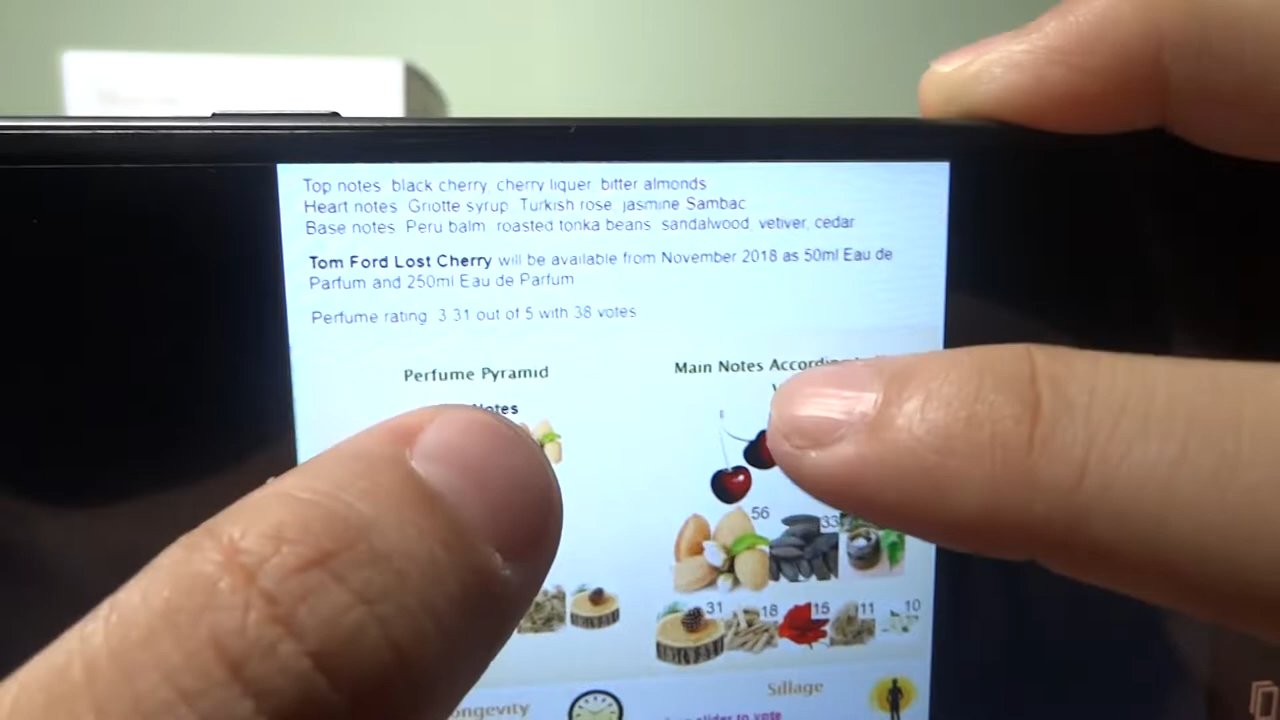 Top notes black cherry, cherry liquer bitter almonds
Heart notes Griotte syrup, Turkish rose, jasmine Sambac
Base notes Peru balm roasted tonka beans, sandalwood, vetiver, cedar
Tom Ford Lost Cherry will be available from November 2018 as 50ml Eau de
Parfum and 250ml Eau de Parfum
Perfume rating 3 31 out of 5 with 38 votes
Perfume Pyramid
Main Notes
Notes
56
33
31
18
15
11
10
Sillage
to vote